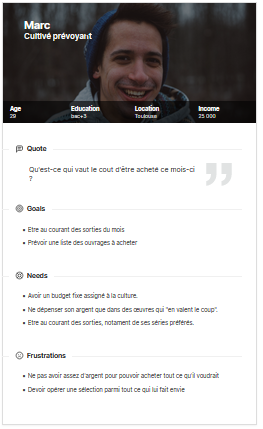 Marc
Cultivé prévoyant
Age
Education
Location
Income
29
bac+3
Toulouse
25 000
Quote
Qu'est-ce qui vaut le cout d'être acheté ce mois-ci
?
Goals
Etre au courant des sorties du mois
Prévoir une liste des ouvrages à acheter
Needs
Avoir un budget fixe assigné à la culture.
Ne dépenser son argent que dans des œuvres qui "en valent le coup".
Etre au courant des sorties, notament de ses séries préférés.
Frustrations
Ne pas avoir assez d'argent pour pouvoir acheter tout ce qu'il voudrait
Devoir opérer une sélection parmi tout ce qui lui fait envie